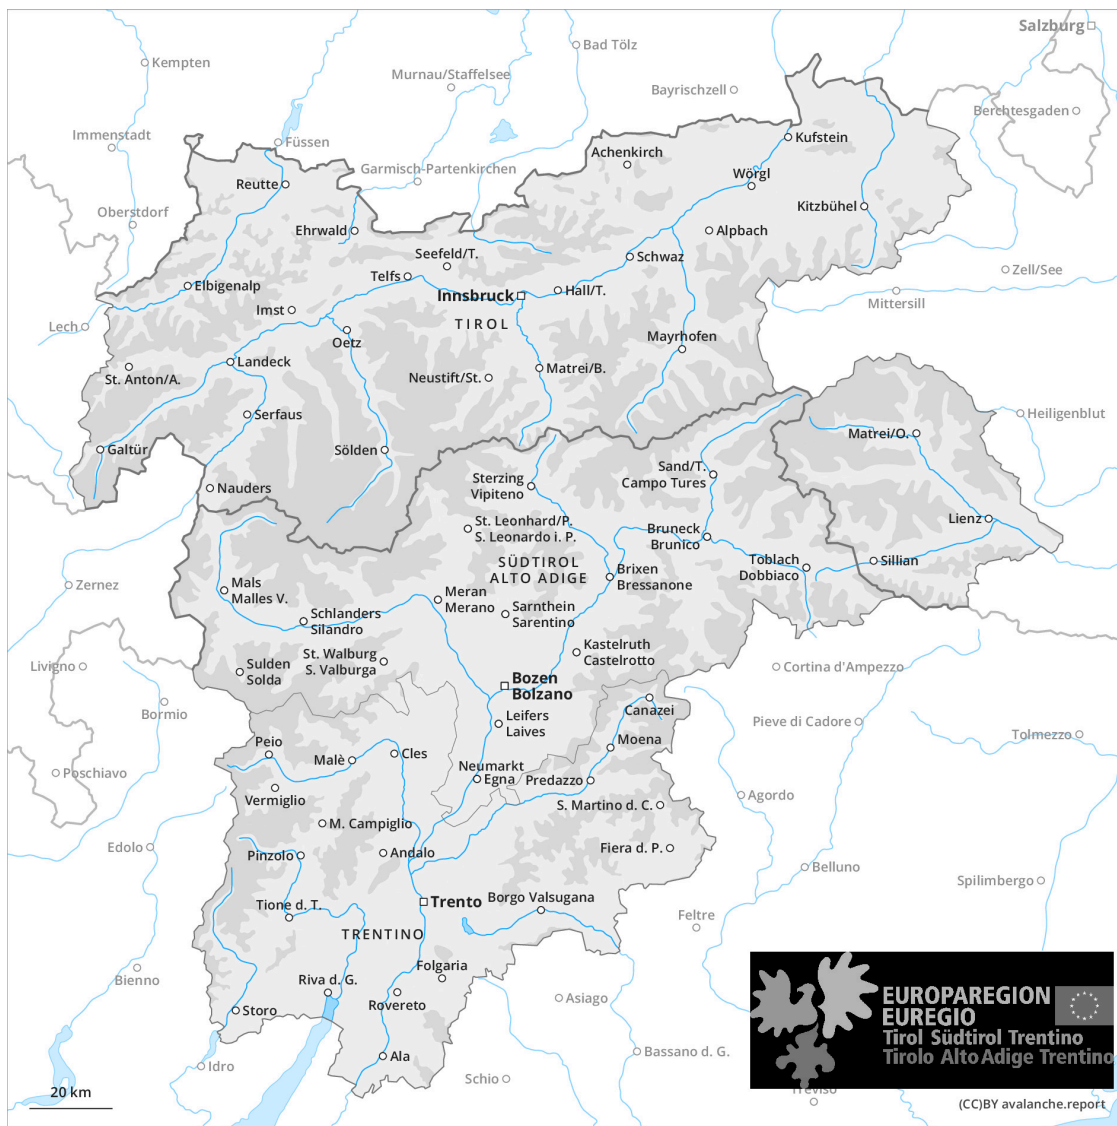 Salzburg
Bad Tölz
Kempten
Murnau/Staffelsee
Bayrischzell
Berchtesgaden
Immenstadt
Füssen
Kufstein
Achenkirch
Garmisch-Partenkirchen
Wörgl
Reutte
Kitzbühel
Oberstdorf
Ehrwald
Alpbach
Seefeld/T.
Schwaz
Zell/See
Telfs
Elbigenalp
Hall/T.
Innsbruck
Mittersill
Imst
TIROL
Lech
Oetz
Mayrhofen
Landeck
Matrei/B.
St. Anton/A.
Neustift/St.
Serfaus
Heiligenblut
Matrei/O.
Galtür
Sölden
Sand/T.
Campo Tures
Sterzing
Vipiteno
Nauders
Lienz
St. Leonhard/P.
S. Leonardo i. P.
Bruneck
Brunico
SÜDTIROL
ALTO ADIGE
Toblach
Dobbiaco
Sillian
Brixen
Bressanone
Zernez
Mals
Malles V.
Meran
Merano
Schlanders
Silandro
Sarnthein
Sarentino
Kastelruth
Castelrotto
St. Walburg
S. Valburga
Livigno
Sulden
Solda
Cortina d'Ampezzo
Bozen
Bolzano
Bormio
Canazei
Leifers
Laives
Pieve di Cadore
Tolmezzo
Moena
Peio
Malè
Cles
Neumarkt
Egna
Predazzo
Poschiavo
Vermiglio
Agordo
S. Martino d. C.
M. Campiglio
Edolo
Pinzolo
Andalo
Fiera d. P.
Belluno
Spilimbergo
Tione d. T.
Trento
Borgo Valsugana
Feltre
TRENTINO
Bienno
Folgaria
Riva d. G.
Rovereto
Asiago
Storo
EUROPAREGION
EUREGIO
Tirol Südtirol Trentino
Tirolo Alto Adige Trentino
Ala
Bassano d. G.
Idro
Schio
Treviso
20 km
(CC)BY avalanche.report